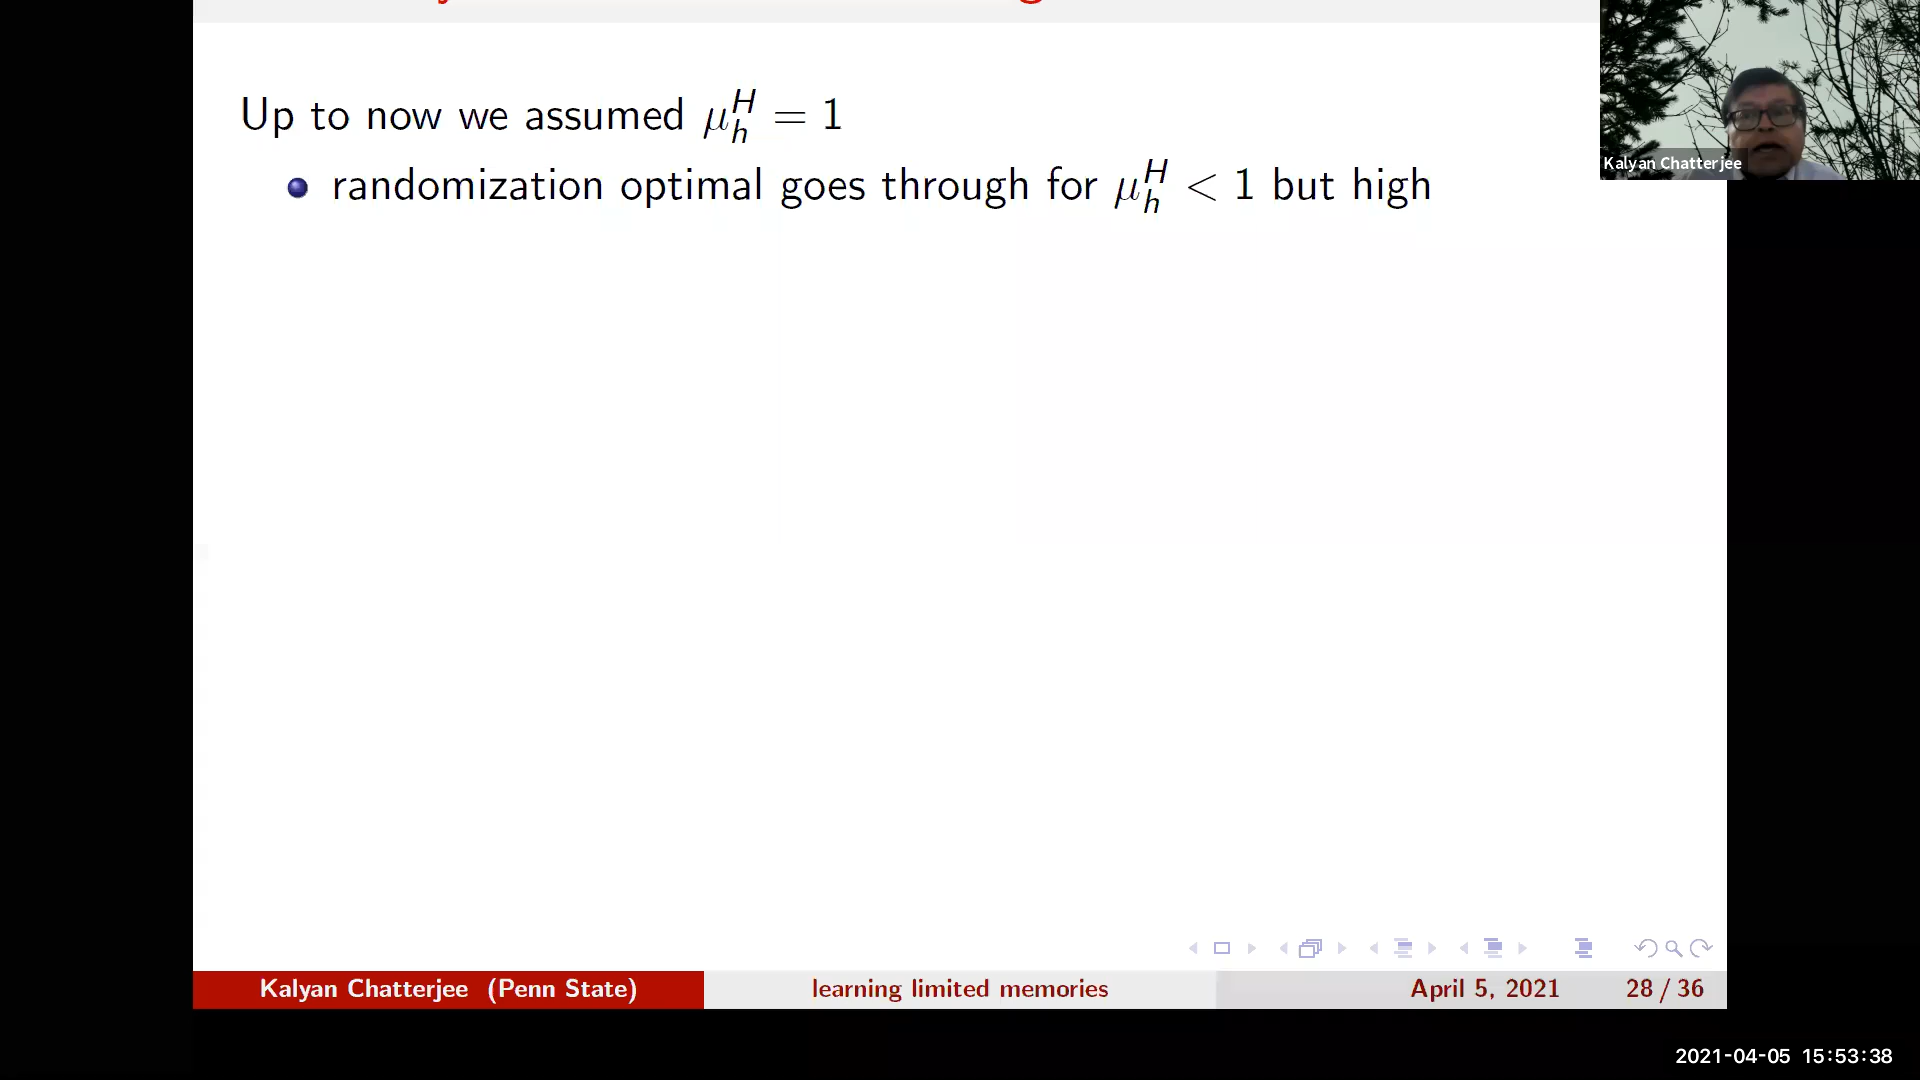 Up to now we assumed μ_h^H = 1
randomization optimal goes through for μ_h^H < 1 but high
Kalyan Chatterjee
Kalyan Chatterjee (Penn State)
learning limited memories
April 5, 2021
28 / 36
2021-04-05 15:53:38